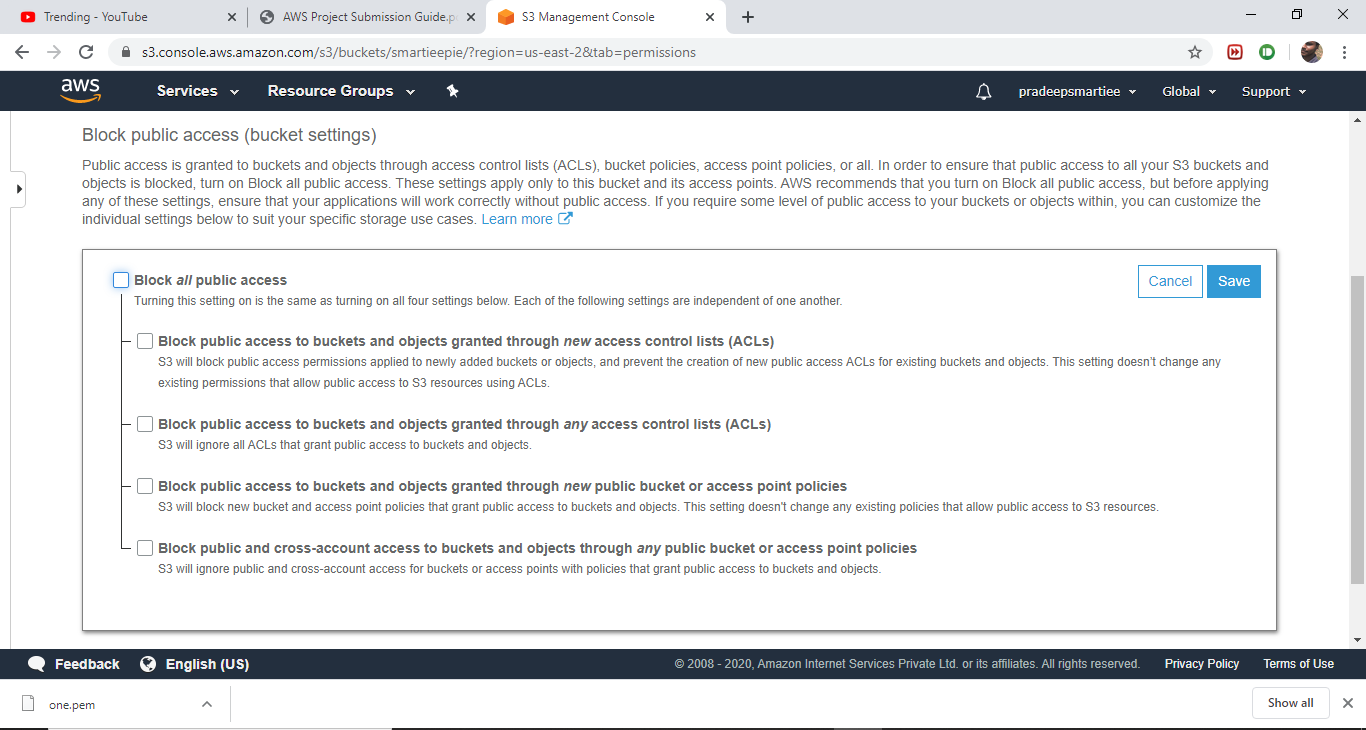 Trending - YouTube
AWS Project Submission Guide.p
S3 Management Console
s3.console.aws.amazon.com/s3/buckets/smartieepie/?region=us-east-2&tab=permissions
aws
Services
Resource Groups
pradeepsmartiee
Global
Support
Block public access (bucket settings)
Public access is granted to buckets and objects through access control lists (ACLs), bucket policies, access point policies, or all. In order to ensure that public access to all your S3 buckets and
objects is blocked, turn on Block all public access. These settings apply only to this bucket and its access points. AWS recommends that you turn on Block all public access, but before applying
any of these settings, ensure that your applications will work correctly without public access. If you require some level of public access to your buckets or objects within, you can customize the
individual settings below to suit your specific storage use cases. Learn more
Block all public access
Cancel
Save
Turning this setting on is the same as turning on all four settings below. Each of the following settings are independent of one another.
Block public access to buckets and objects granted through new access control lists (ACLs)
S3 will block public access permissions applied to newly added buckets or objects, and prevent the creation of new public access ACLs for existing buckets and objects. This setting doesn't change any
existing permissions that allow public access to S3 resources using ACLs.
Block public access to buckets and objects granted through any access control lists (ACLs)
S3 will ignore all ACLs that grant public access to buckets and objects.
Block public access to buckets and objects granted through new public bucket or access point policies
S3 will block new bucket and access point policies that grant public access to buckets and objects. This setting doesn't change any existing policies that allow public access to S3 resources.
Block public and cross-account access to buckets and objects through any public bucket or access point policies
S3 will ignore public and cross-account access for buckets or access points with policies that grant public access to buckets and objects.
Feedback
English (US)
© 2008 - 2020, Amazon Internet Services Private Ltd. or its affiliates. All rights reserved.
Privacy Policy
Terms of Use
one.pem
Show all